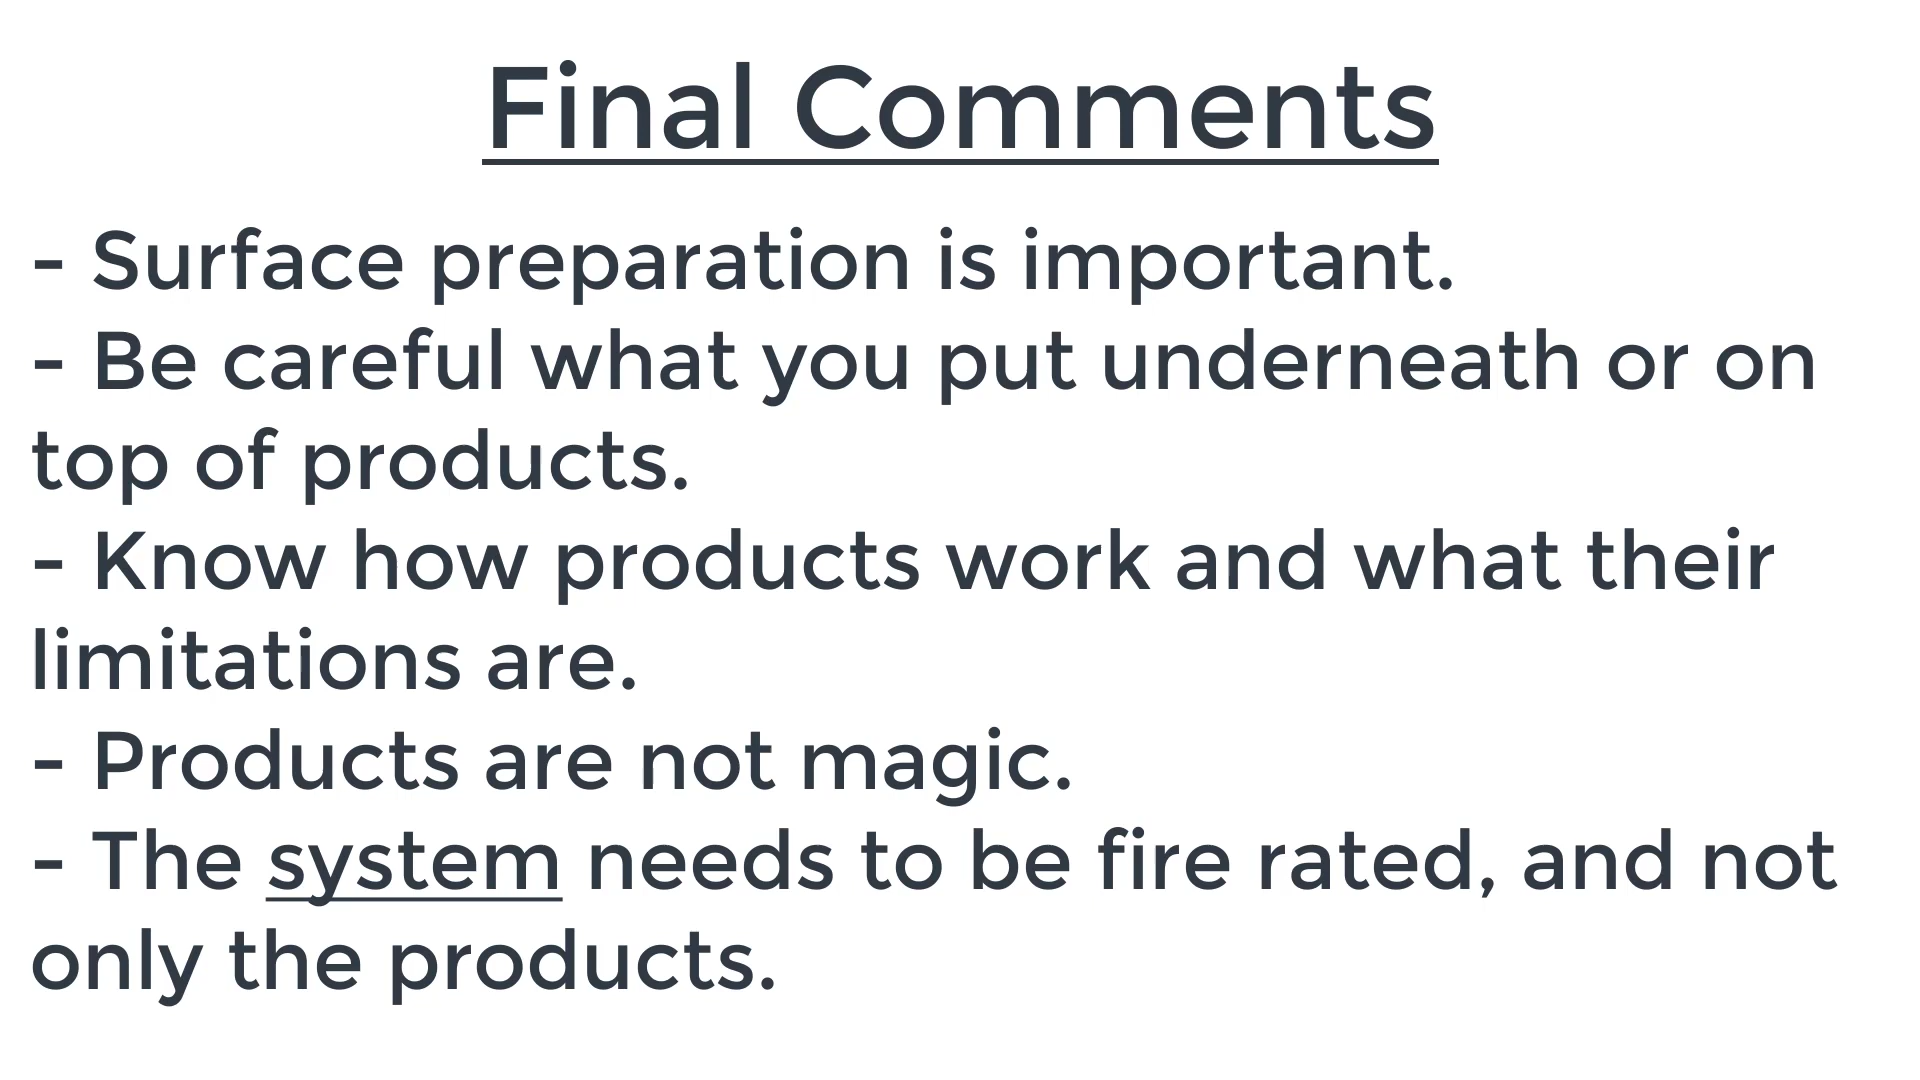 Final Comments
- Surface preparation is important.
- Be careful what you put underneath or on
top of products.
- Know how products work and what their
limitations are.
- Products are not magic.
- The system needs to be fire rated, and not
only the products.